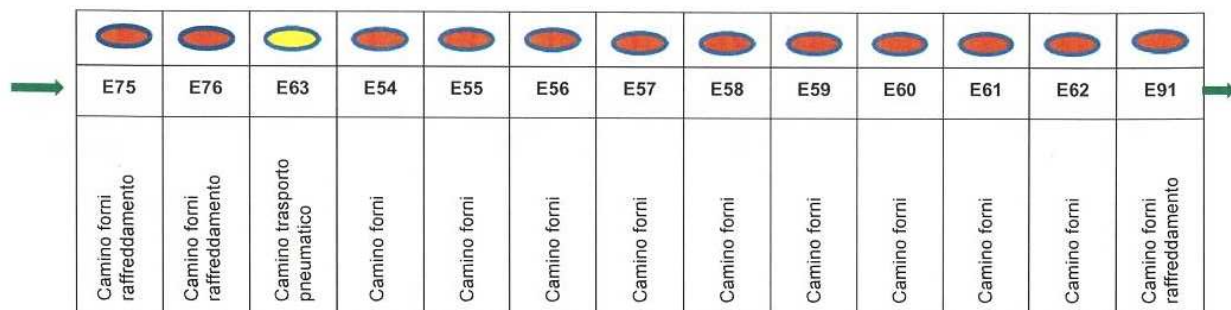 E75 E76 E63 E54 E55 E56 E57 E58 E59 E60 E61 E62 E91
Camino forni
raffreddamento
Camino forni
raffreddamento
Camino trasporto
pneumatico
Camino forni
Camino forni
Camino forni
Camino forni
Camino forni
Camino forni
Camino forni
Camino forni
Camino forni
Camino forni
raffreddamento